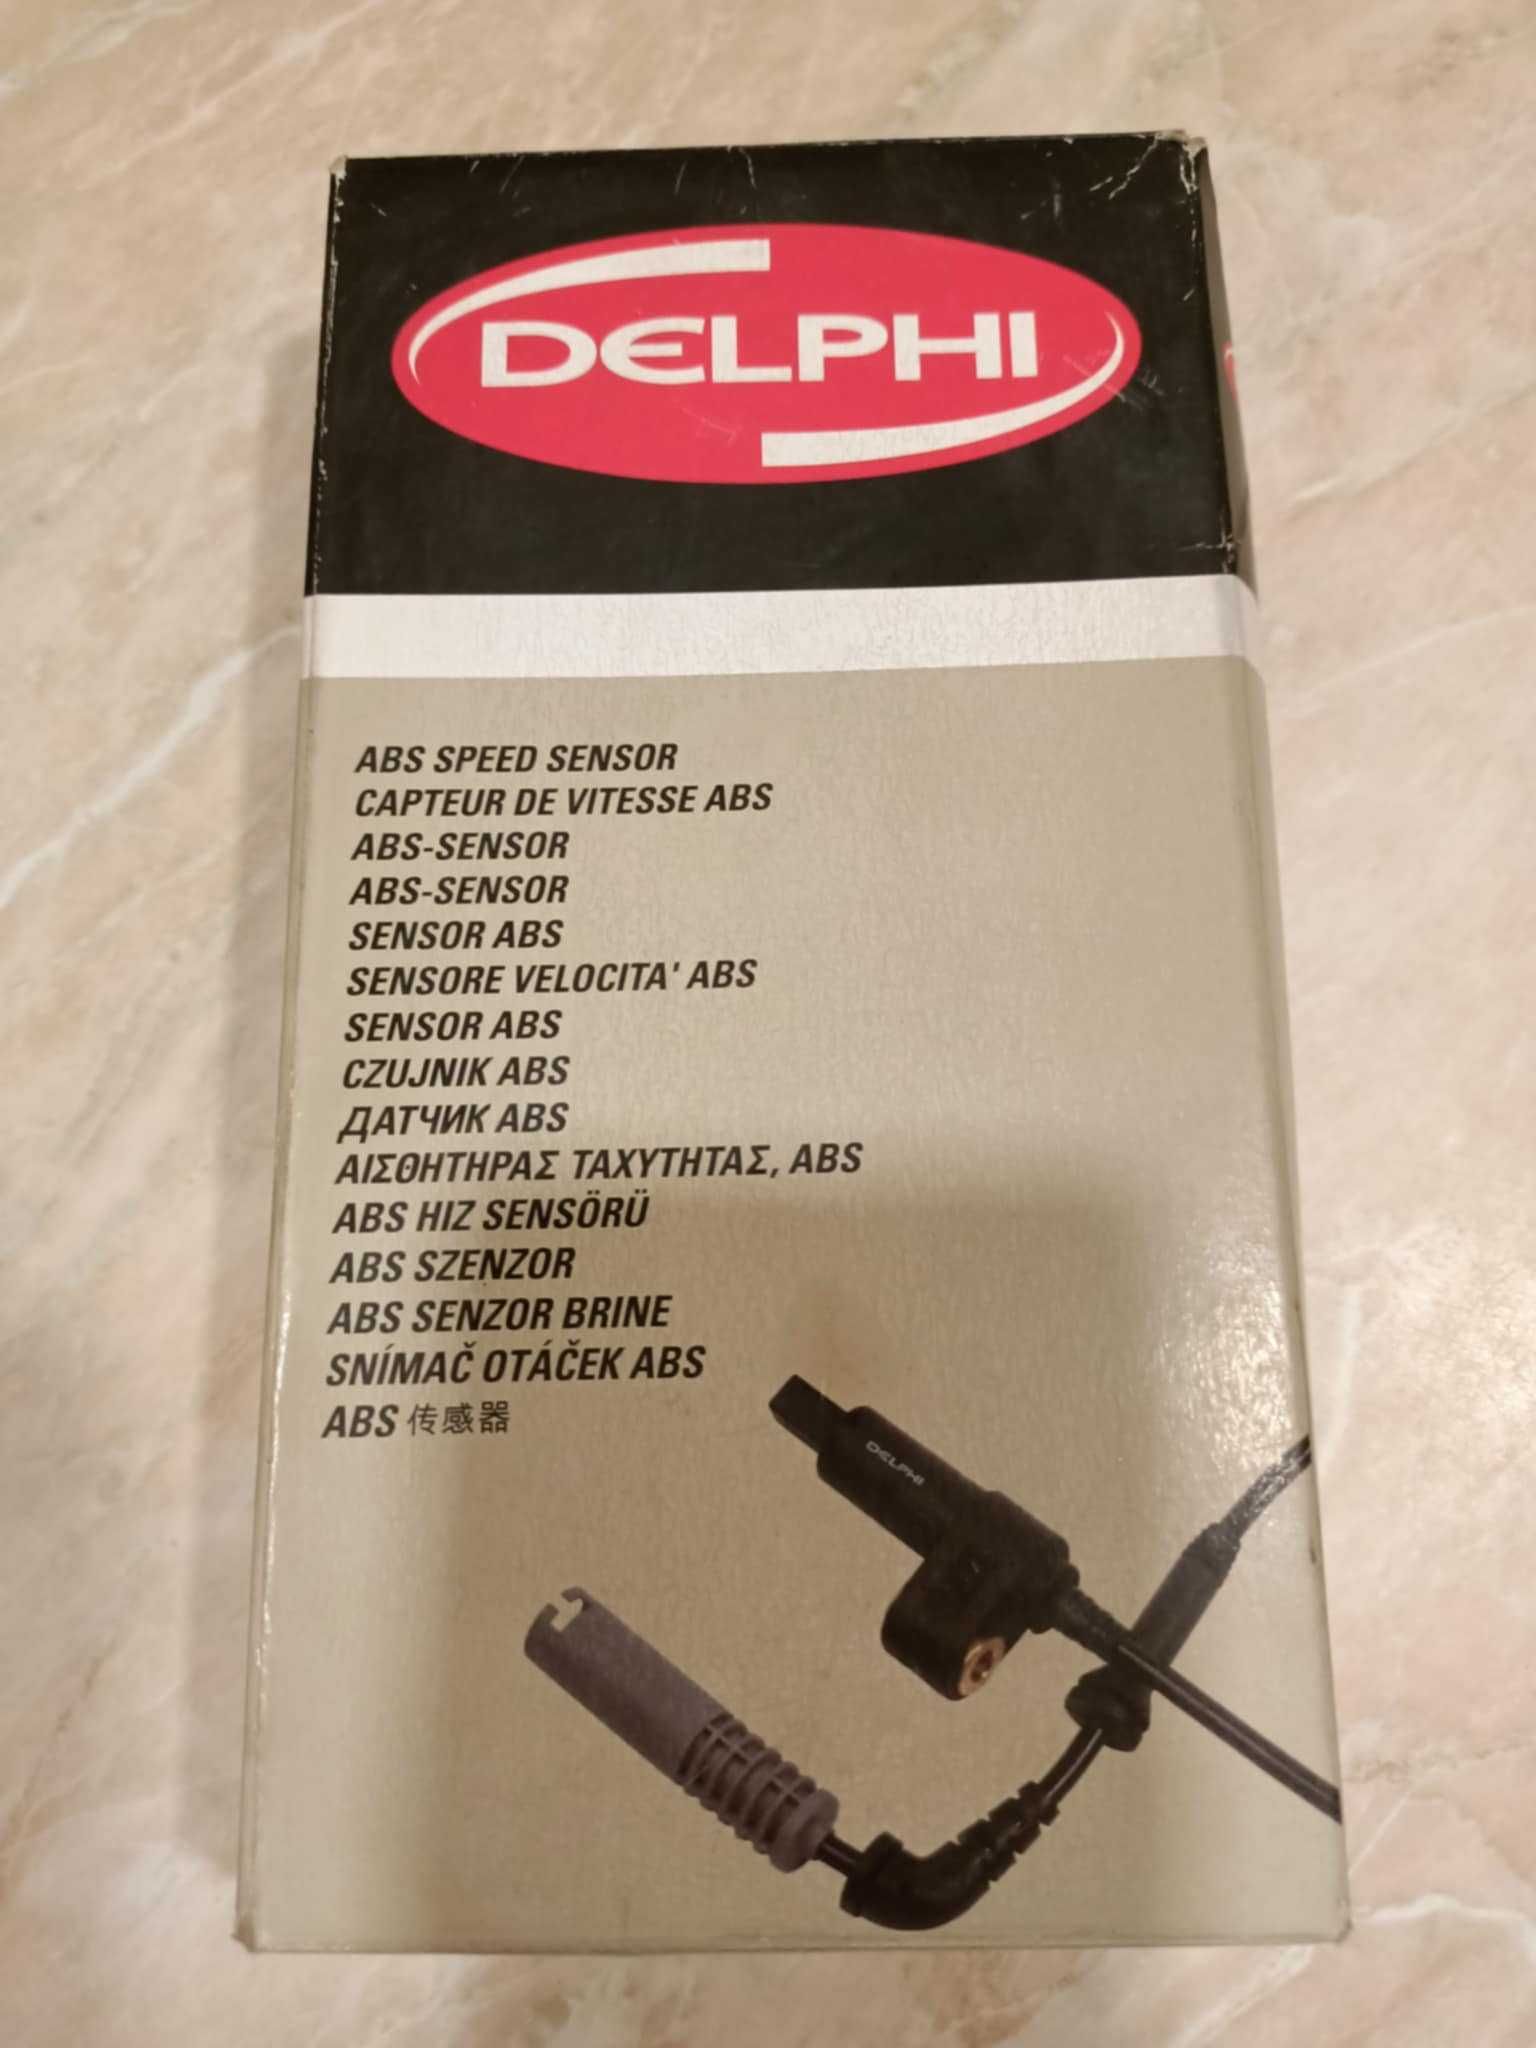 DELPHI
ABS SPEED SENSOR
CAPTEUR DE VITESSE ABS
ABS-SENSOR
ABS-SENSOR
SENSOR ABS
SENSORE VELOCITA' ABS
SENSOR ABS
CZUJNIK ABS
ДАТЧИК ABS
ΑΙΣΘΗΤΗΡΑΣ ΤΑΧΥΤΗΤΑΣ, ABS
ABS HIZ SENSÖRÜ
ABS SZENZOR
ABS SENZOR BRINE
SNÍMAČ OTÁČEK ABS
ABS 传感器
DELPHI